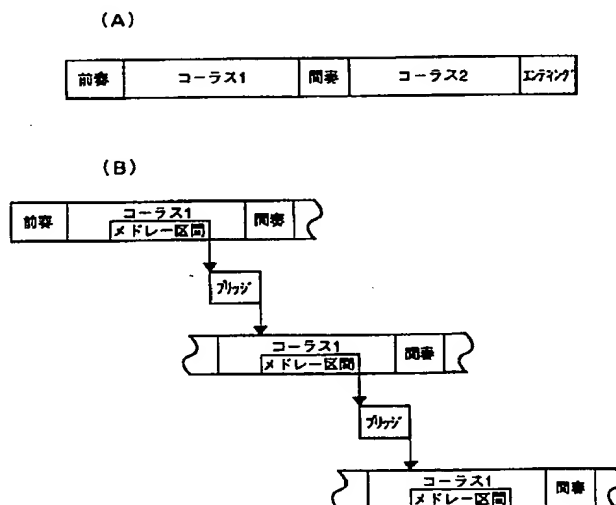 (A)
前奏 コーラス1 間奏 コーラス2 エンディング
(B)
前奏 コーラス1 間奏
メドレー区間
ブリッジ
コーラス1 間奏
メドレー区間
ブリッジ
コーラス1 間奏
メドレー区間